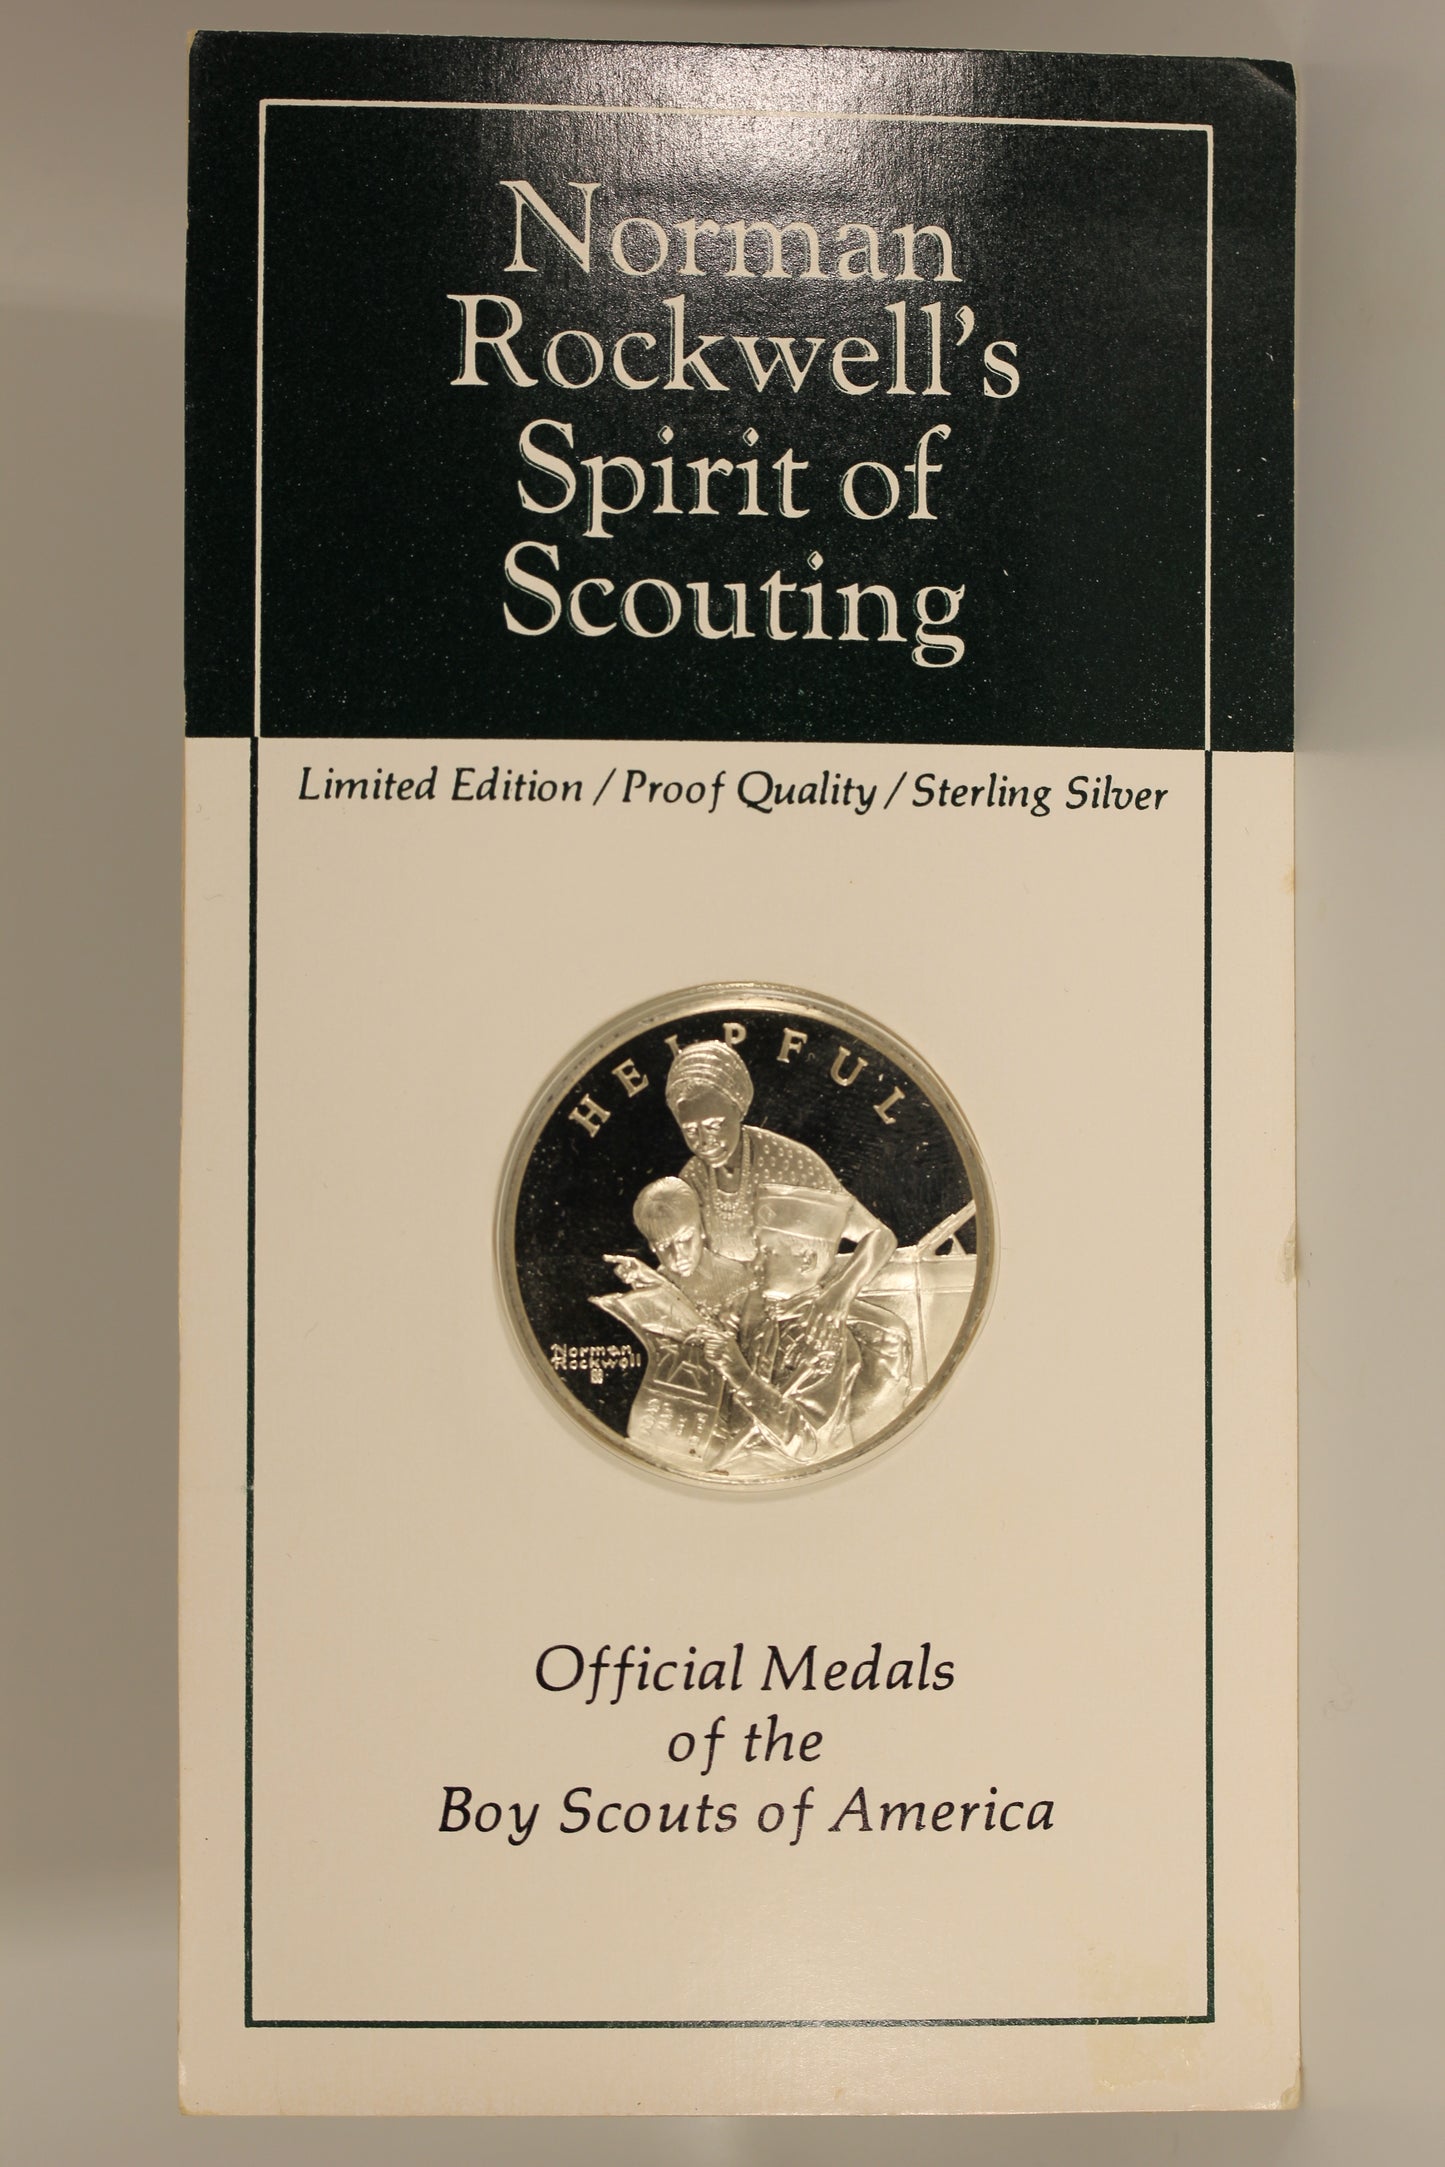 Norman
Rockwell's
Spirit of
Scouting
Limited Edition / Proof Quality / Sterling Silver
HELPFUL
Norman
Rockwell
Official Medals
of the
Boy Scouts of America